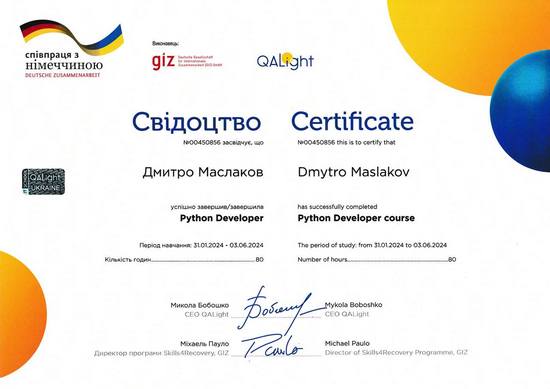 співпраця з
німеччиною
DEUTSCHE ZUSAMMENARBEIT
Виконавець:
giz Deutsche Gesellschaft
für Internationale
Zusammenarbeit (GIZ) GmbH
QALight
Свідоцтво
№00450856 засвідчує, що
Дмитро Маслаков
успішно завершив/завершила
Python Developer
Період навчання: 31.01.2024 - 03.06.2024
Кількість годин 80
Certificate
№00450856 this is to certify that
Dmytro Maslakov
has successfully completed
Python Developer course
The period of study: from 31.01.2024 to 03.06.2024
Number of hours 80
QALight
UKRAINE
Микола Бобошко
CEO QALight
Mykola Boboshko
CEO QALight
Міхаель Пауло
Директор програми Skills4Recovery, GIZ
Michael Paulo
Director of Skills4Recovery Programme, GIZ